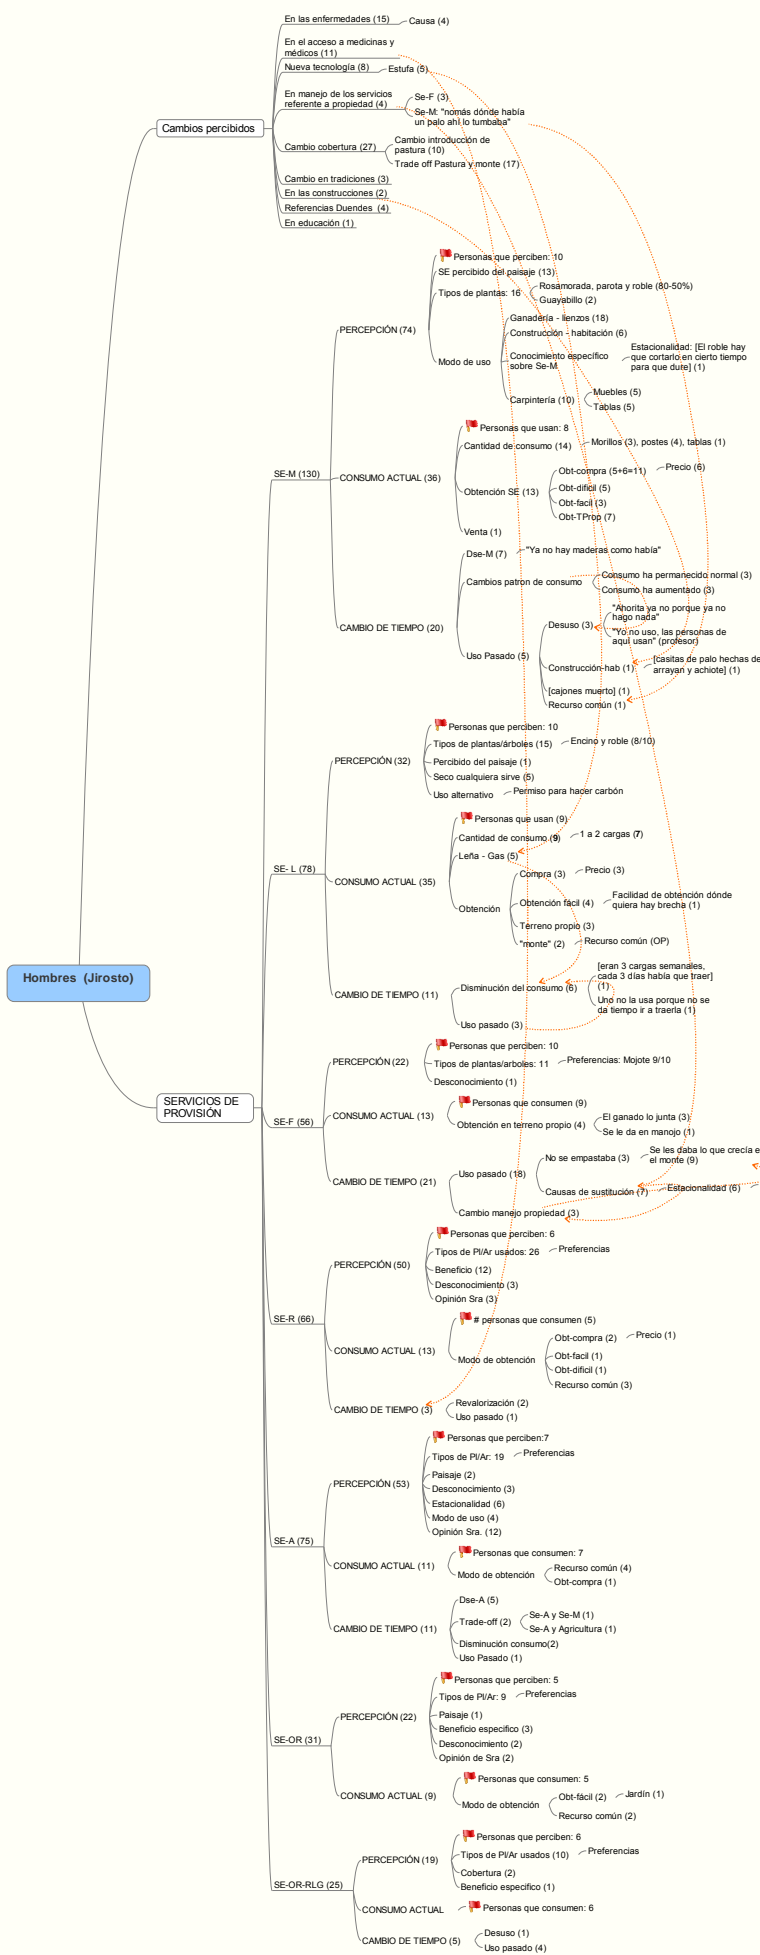 En las enfermedades (15)
Causa (4)
En el acceso a medicinas y
médicos (11)
Nueva tecnología (8)
Estufa (5)
En manejo de los servicios
referente a propiedad (4)
Se-F (3)
Se-M: "nomás dónde había
un palo ahí lo tumbaba"
Cambios percibidos
Cambio cobertura (27)
Cambio introducción de
pastura (10)
Trade off Pastura y monte (17)
Cambio en tradiciones (3)
En las construcciones (2)
Referencias Duendes (4)
En educación (1)
Hombres (Jirosto)
SERVICIOS DE
PROVISIÓN
SE-M (130)
PERCEPCIÓN (74)
Personas que perciben: 10
SE percibido del paisaje (13)
Tipos de plantas: 16
Rosamorada, parota y roble (80-50%)
Guayabillo (2)
Modo de uso
Ganadería - lienzos (18)
Construcción - habitación (6)
Conocimiento específico
sobre Se-M
Estacionalidad: [El roble hay
que cortarlo en cierto tiempo
para que dure] (1)
Carpintería (10)
Muebles (5)
Tablas (5)
CONSUMO ACTUAL (36)
Personas que usan: 8
Cantidad de consumo (14)
Morillos (3), postes (4), tablas (1)
Obtención SE (13)
Obt-compra (5+6=11)
Precio (6)
Obt-dificil (5)
Obt-facil (3)
Obt-TProp (7)
Venta (1)
CAMBIO DE TIEMPO (20)
Dse-M (7)
"Ya no hay maderas como había"
Cambios patron de consumo
Consumo ha permanecido normal (3)
Consumo ha aumentado (3)
Uso Pasado (5)
Desuso (3)
"Ahorita ya no porque ya no
hago nada"
"Yo no uso, las personas de
aquí usan" (profesor)
Construcción-hab (1)
[casitas de palo hechas de
arrayan y achiote] (1)
[cajones muerto] (1)
Recurso común (1)
SE- L (78)
PERCEPCIÓN (32)
Personas que perciben: 10
Tipos de plantas/árboles (15)
Encino y roble (8/10)
Percibido del paisaje (1)
Seco cualquiera sirve (5)
Uso alternativo
Permiso para hacer carbón
CONSUMO ACTUAL (35)
Personas que usan (9)
Cantidad de consumo (9)
1 a 2 cargas (7)
Leña - Gas (5)
Obtención
Compra (3)
Precio (3)
Obtención fácil (4)
Facilidad de obtención dónde
quiera hay brecha (1)
Terreno propio (3)
"monte" (2)
Recurso común (OP)
CAMBIO DE TIEMPO (11)
Disminución del consumo (6)
[eran 3 cargas semanales,
cada 3 días había que traer]
(1)
Uno no la usa porque no se
da tiempo ir a traerla (1)
Uso pasado (3)
SE-F (56)
PERCEPCIÓN (22)
Personas que perciben: 10
Tipos de plantas/arboles: 11
Preferencias: Mojote 9/10
Desconocimiento (1)
CONSUMO ACTUAL (13)
Personas que consumen (9)
Obtención en terreno propio (4)
El ganado lo junta (3)
Se le da en manojo (1)
CAMBIO DE TIEMPO (21)
Uso pasado (18)
No se empastaba (3)
Se les daba lo que crecía e
el monte (9)
Causas de sustitución (7)
Estacionalidad (6)
Cambio manejo propiedad (3)
SE-R (66)
PERCEPCIÓN (50)
Personas que perciben: 6
Tipos de Pl/Ar usados: 26
Preferencias
Beneficio (12)
Desconocimiento (3)
Opinión Sra (3)
CONSUMO ACTUAL (13)
# personas que consumen (5)
Modo de obtención
Obt-compra (2)
Precio (1)
Obt-facil (1)
Obt-dificil (1)
Recurso común (3)
CAMBIO DE TIEMPO (3)
Revalorización (2)
Uso pasado (1)
SE-A (75)
PERCEPCIÓN (53)
Personas que perciben:7
Tipos de Pl/Ar: 19
Preferencias
Paisaje (2)
Desconocimiento (3)
Estacionalidad (6)
Modo de uso (4)
Opinión Sra. (12)
CONSUMO ACTUAL (11)
Personas que consumen: 7
Modo de obtención
Recurso común (4)
Obt-compra (1)
CAMBIO DE TIEMPO (11)
Dse-A (5)
Trade-off (2)
Se-A y Se-M (1)
Se-A y Agricultura (1)
Disminución consumo(2)
Uso Pasado (1)
SE-OR (31)
PERCEPCIÓN (22)
Personas que perciben: 5
Tipos de Pl/Ar: 9
Preferencias
Paisaje (1)
Beneficio especifico (3)
Desconocimiento (2)
Opinión de Sra (2)
CONSUMO ACTUAL (9)
Personas que consumen: 5
Modo de obtención
Obt-fácil (2)
Jardín (1)
Recurso común (2)
SE-OR-RLG (25)
PERCEPCIÓN (19)
Personas que perciben: 6
Tipos de Pl/Ar usados (10)
Preferencias
Cobertura (2)
Beneficio especifico (1)
CONSUMO ACTUAL
Personas que consumen: 6
CAMBIO DE TIEMPO (5)
Desuso (1)
Uso pasado (4)